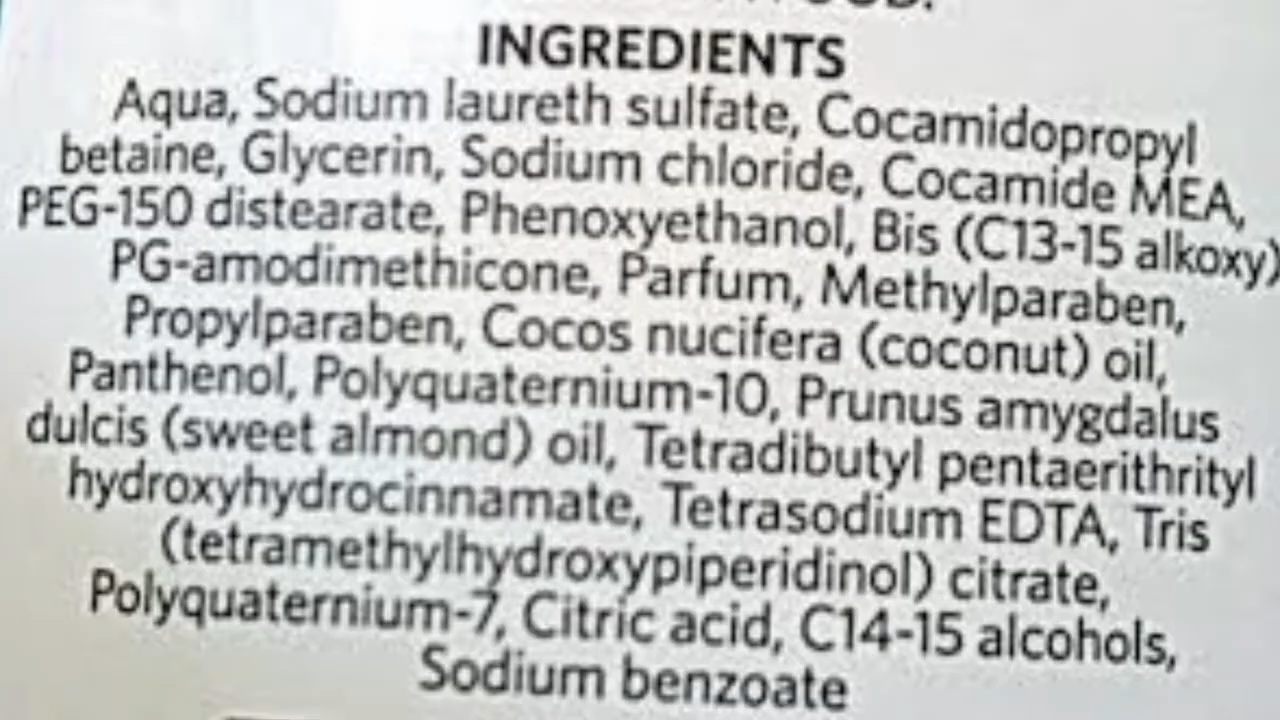 INGREDIENTS
Aqua, Sodium laureth sulfate, Cocamidopropyl
betaine, Glycerin, Sodium chloride, Cocamide MEA,
PEG-150 distearate, Phenoxyethanol, Bis (C13-15 alkoxy)
PG-amodimethicone, Parfum, Methylparaben,
Propylparaben, Cocos nucifera (coconut) oil,
Panthenol, Polyquaternium-10, Prunus amygdalus
dulcis (sweet almond) oil, Tetradibutyl pentaerithrityl
hydroxyhydrocinnamate, Tetrasodium EDTA, Tris
(tetramethylhydroxypiperidinol) citrate,
Polyquaternium-7, Citric acid, C14-15 alcohols,
Sodium benzoate